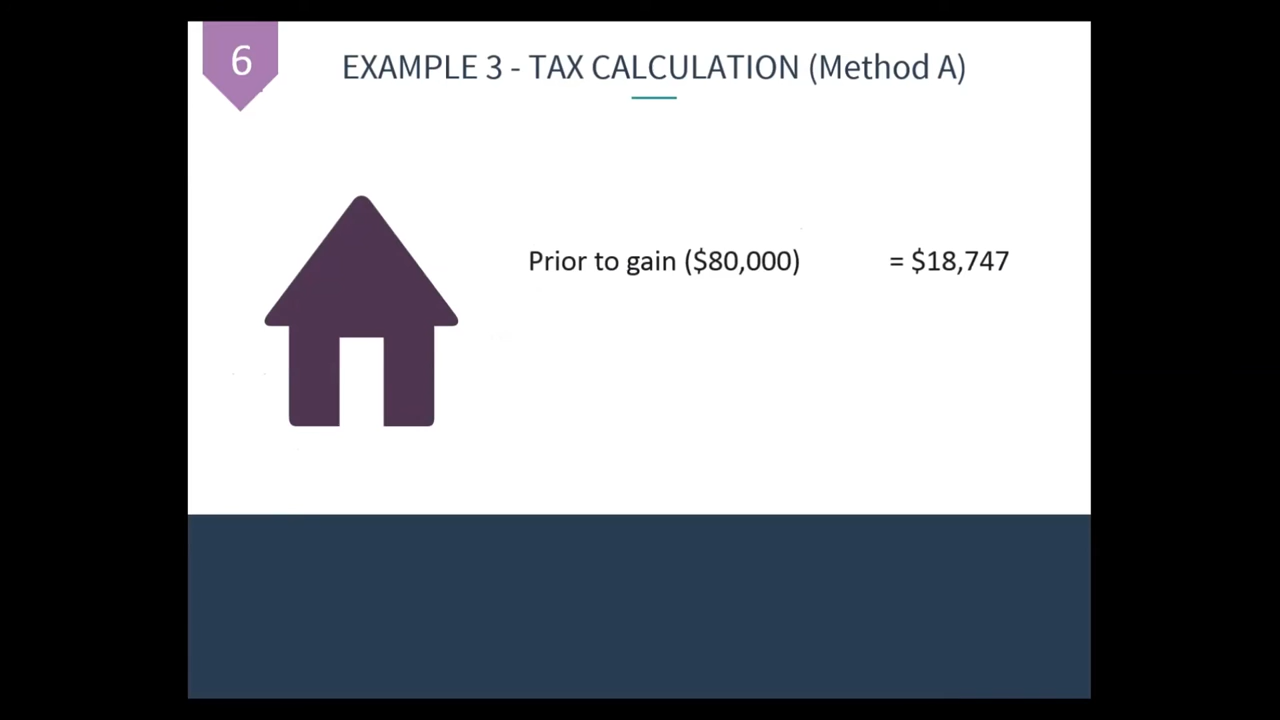 6
EXAMPLE 3 - TAX CALCULATION (Method A)
Prior to gain ($80,000) = $18,747